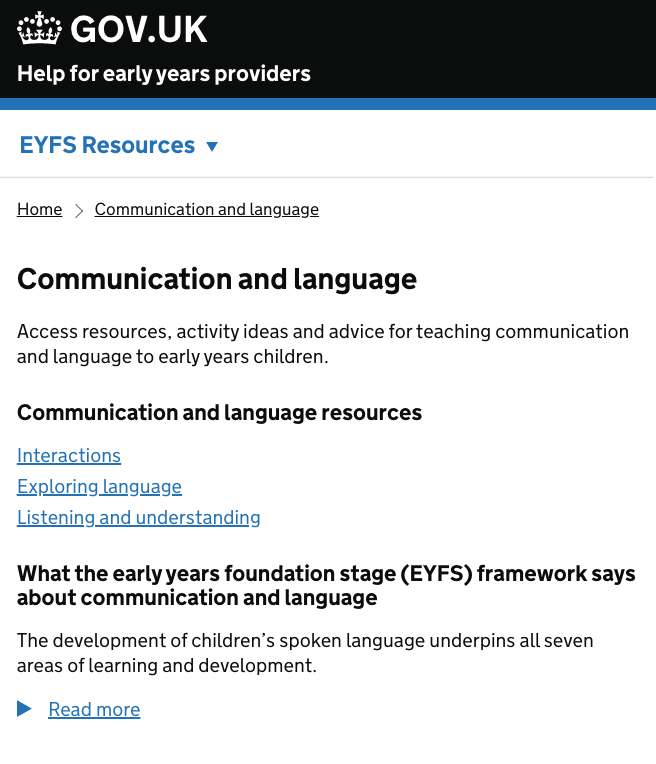 GOV.UK
Help for early years providers
EYFS Resources ▼
Home > Communication and language
Communication and language
Access resources, activity ideas and advice for teaching communication
and language to early years children.
Communication and language resources
Interactions
Exploring language
Listening and understanding
What the early years foundation stage (EYFS) framework says
about communication and language
The development of children’s spoken language underpins all seven
areas of learning and development.
▶ Read more